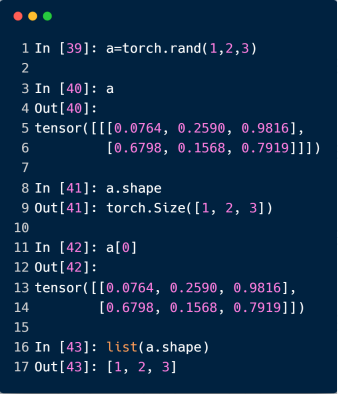 1 In [39]: a=torch.rand(1,2,3)
2
3 In [40]: a
4 Out[40]:
5 tensor([[[0.0764, 0.2590, 0.9816],
6          [0.6798, 0.1568, 0.7919]]])
7
8 In [41]: a.shape
9 Out[41]: torch.Size([1, 2, 3])
10
11 In [42]: a[0]
12 Out[42]:
13 tensor([[0.0764, 0.2590, 0.9816],
14         [0.6798, 0.1568, 0.7919]])
15
16 In [43]: list(a.shape)
17 Out[43]: [1, 2, 3]